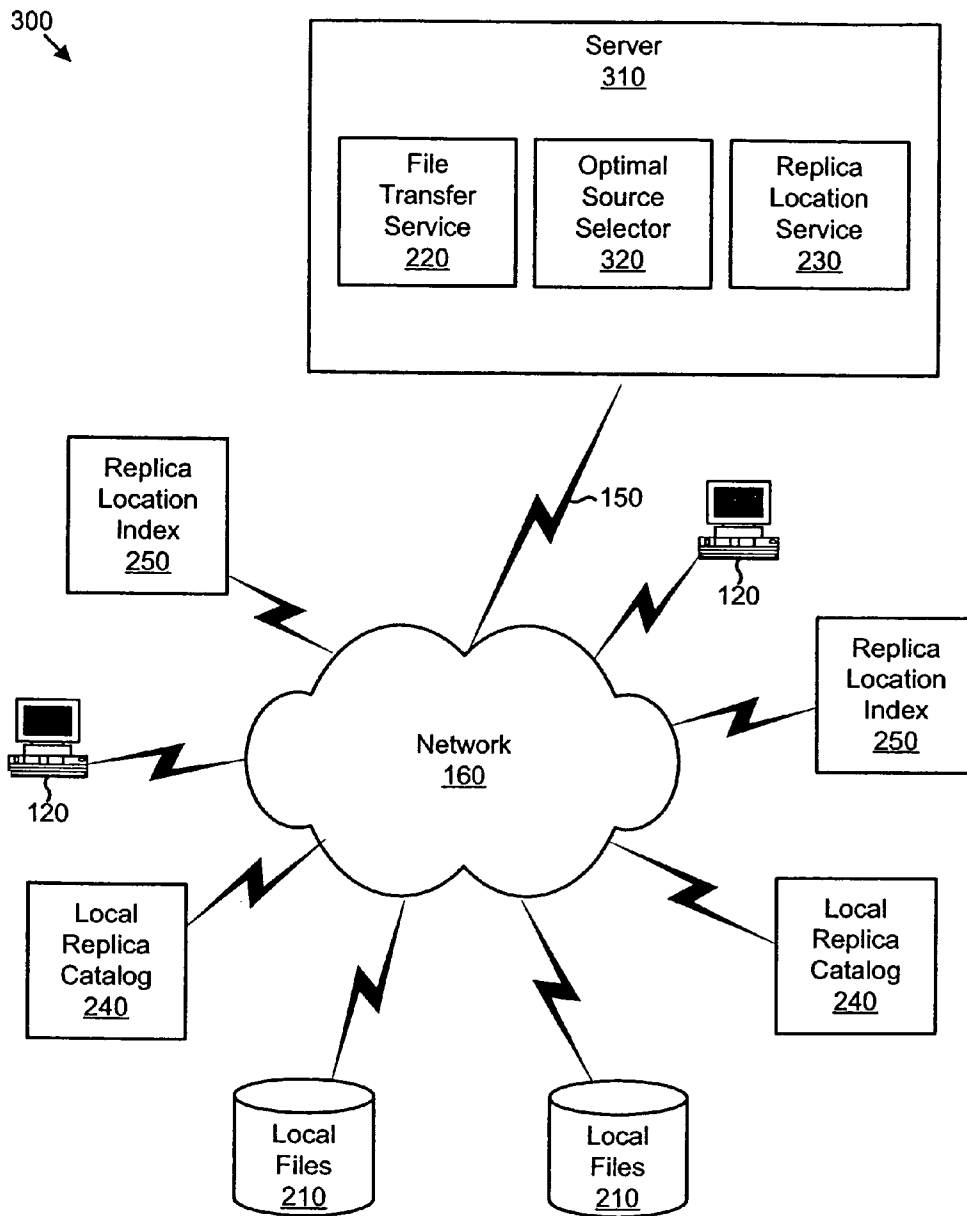 300
Server
310
File
Transfer
Service
220
Optimal
Source
Selector
320
Replica
Location
Service
230
Replica
Location
Index
250
150
120
Replica
Location
Index
250
Network
160
120
Local
Replica
Catalog
240
Local
Replica
Catalog
240
Local
Files
210
Local
Files
210